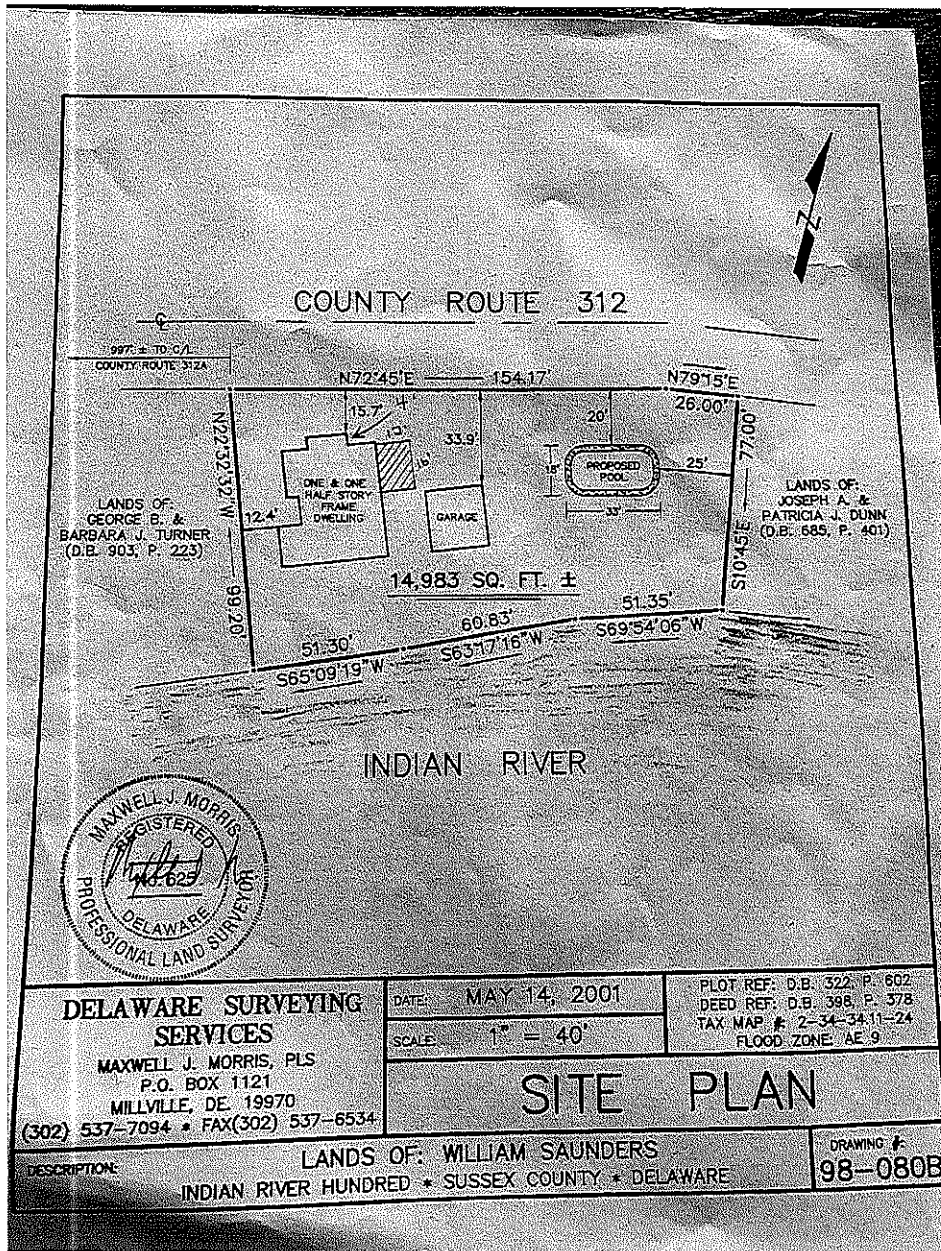 COUNTY ROUTE 312
997' ± TO C/L
COUNTY ROUTE 312A
N72°45'E 154.17'
N79°15'E
26.00'
15.7'
33.9'
20'
16'
18'
PROPOSED
POOL
25'
33'
N22°32'32"W 99.20'
S10°45'E 77.00'
LANDS OF:
GEORGE B. &
BARBARA J. TURNER
(D.B. 903, P. 223)
12.4'
ONE & ONE
HALF STORY
FRAME
DWELLING
GARAGE
LANDS OF:
JOSEPH A. &
PATRICIA J. DUNN
(D.B. 685, P. 401)
14,983 SQ. FT. ±
51.30'
S65°09'19"W
60.83'
S63°17'16"W
51.35'
S69°54'06"W
INDIAN RIVER
MAXWELL J. MORRIS
REGISTERED
No. 625
DELAWARE
PROFESSIONAL LAND SURVEYOR
DELAWARE SURVEYING
SERVICES
MAXWELL J. MORRIS, PLS
P.O. BOX 1121
MILLVILLE, DE. 19970
(302) 537-7094 * FAX(302) 537-6534
DATE: MAY 14, 2001
SCALE: 1" = 40'
PLOT REF: D.B. 322, P. 602
DEED REF: D.B. 398, P. 378
TAX MAP #: 2-34-34.11-24
FLOOD ZONE: AE 9
SITE PLAN
DESCRIPTION:
LANDS OF: WILLIAM SAUNDERS
INDIAN RIVER HUNDRED * SUSSEX COUNTY * DELAWARE
DRAWING #:
98-080B